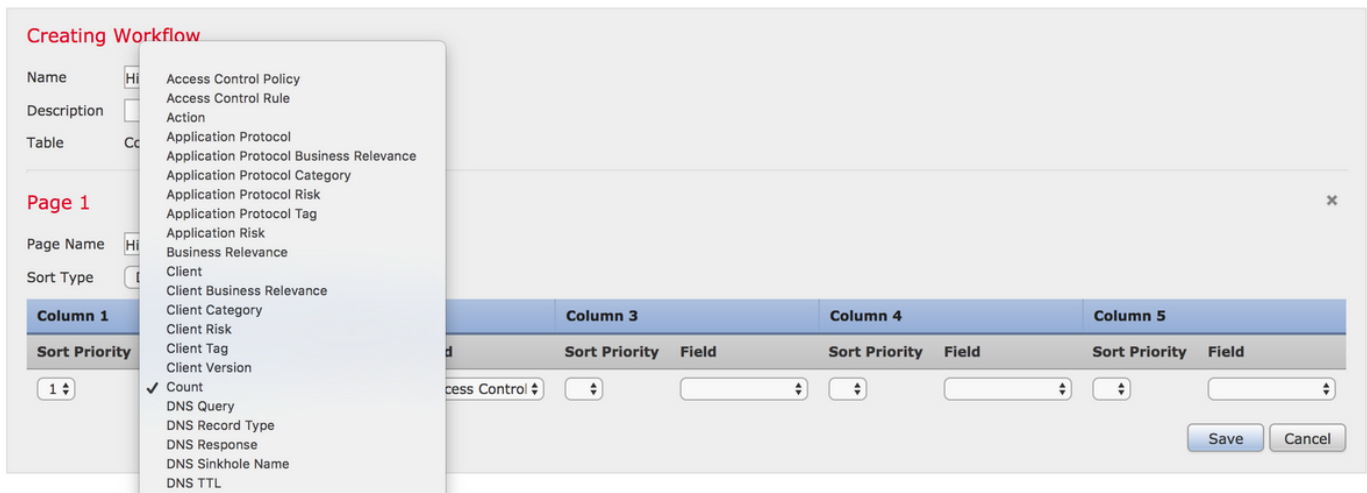 Creating Workflow
Name Hi
Description
Table Co
Access Control Policy
Access Control Rule
Action
Application Protocol
Application Protocol Business Relevance
Application Protocol Category
Application Protocol Risk
Application Protocol Tag
Application Risk
Business Relevance
Client
Client Business Relevance
Client Category
Client Risk
Client Tag
Client Version
✓ Count
DNS Query
DNS Record Type
DNS Response
DNS Sinkhole Name
DNS TTL
Page 1 ×
Page Name Hi
Sort Type D
Column 1 Column 3 Column 4 Column 5
Sort Priority d Sort Priority Field Sort Priority Field Sort Priority Field
1 cess Control
Save Cancel